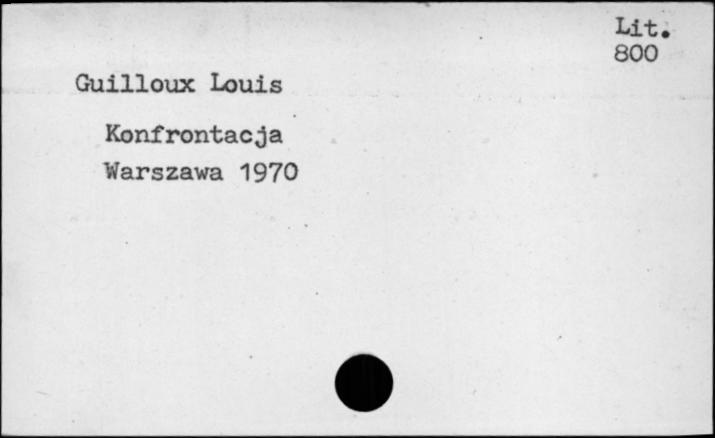 Lit.
800
Guilloux Louis
Konfrontacja
Warszawa 1970